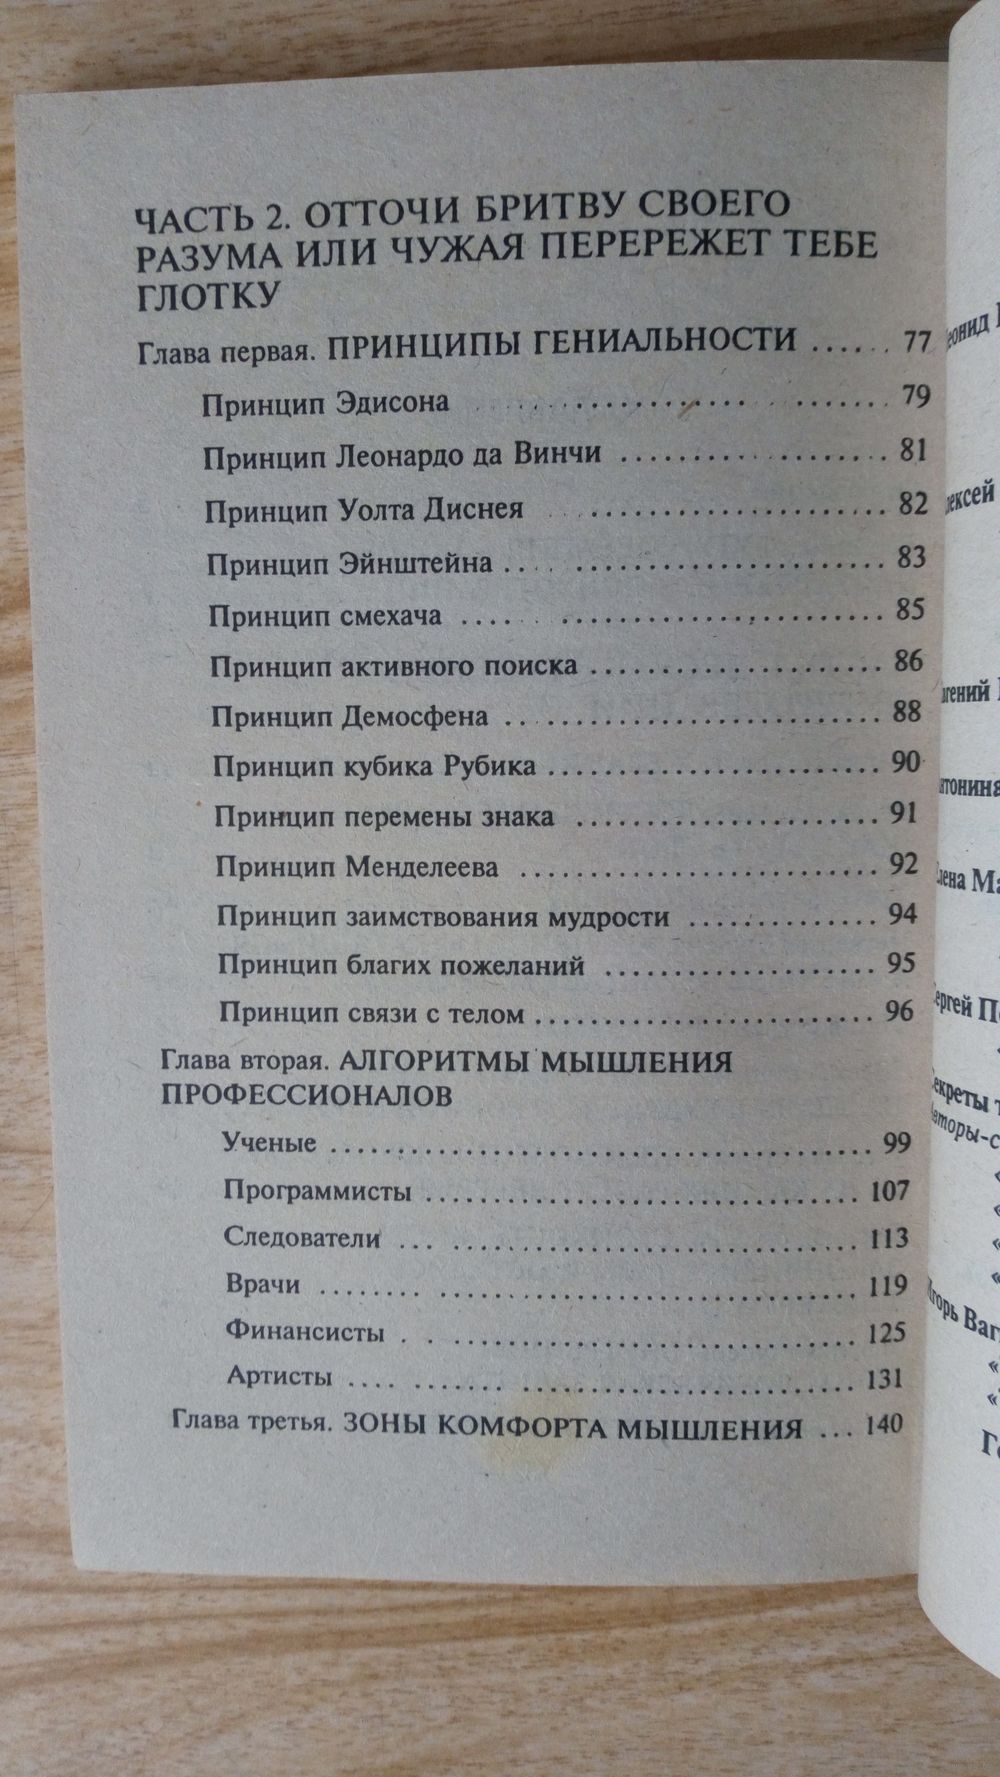 ЧАСТЬ 2. ОТТОЧИ БРИТВУ СВОЕГО
РАЗУМА ИЛИ ЧУЖАЯ ПЕРЕРЕЖЕТ ТЕБЕ
ГЛОТКУ
Глава первая. ПРИНЦИПЫ ГЕНИАЛЬНОСТИ ...... 77
Принцип Эдисона ........................ 79
Принцип Леонардо да Винчи ................. 81
Принцип Уолта Диснея .................... 82
Принцип Эйнштейна ...................... 83
Принцип смехача ........................ 85
Принцип активного поиска .................. 86
Принцип Демосфена ...................... 88
Принцип кубика Рубика .................... 90
Принцип перемены знака ................... 91
Принцип Менделеева ..................... 92
Принцип заимствования мудрости ............. 94
Принцип благих пожеланий ................. 95
Принцип связи с телом ..................... 96
Глава вторая. АЛГОРИТМЫ МЫШЛЕНИЯ
ПРОФЕССИОНАЛОВ
Ученые ................................ 99
Программисты .......................... 107
Следователи ............................ 113
Врачи ................................ 119
Финансисты ............................ 125
Артисты .............................. 131
Глава третья. ЗОНЫ КОМФОРТА МЫШЛЕНИЯ ... 140